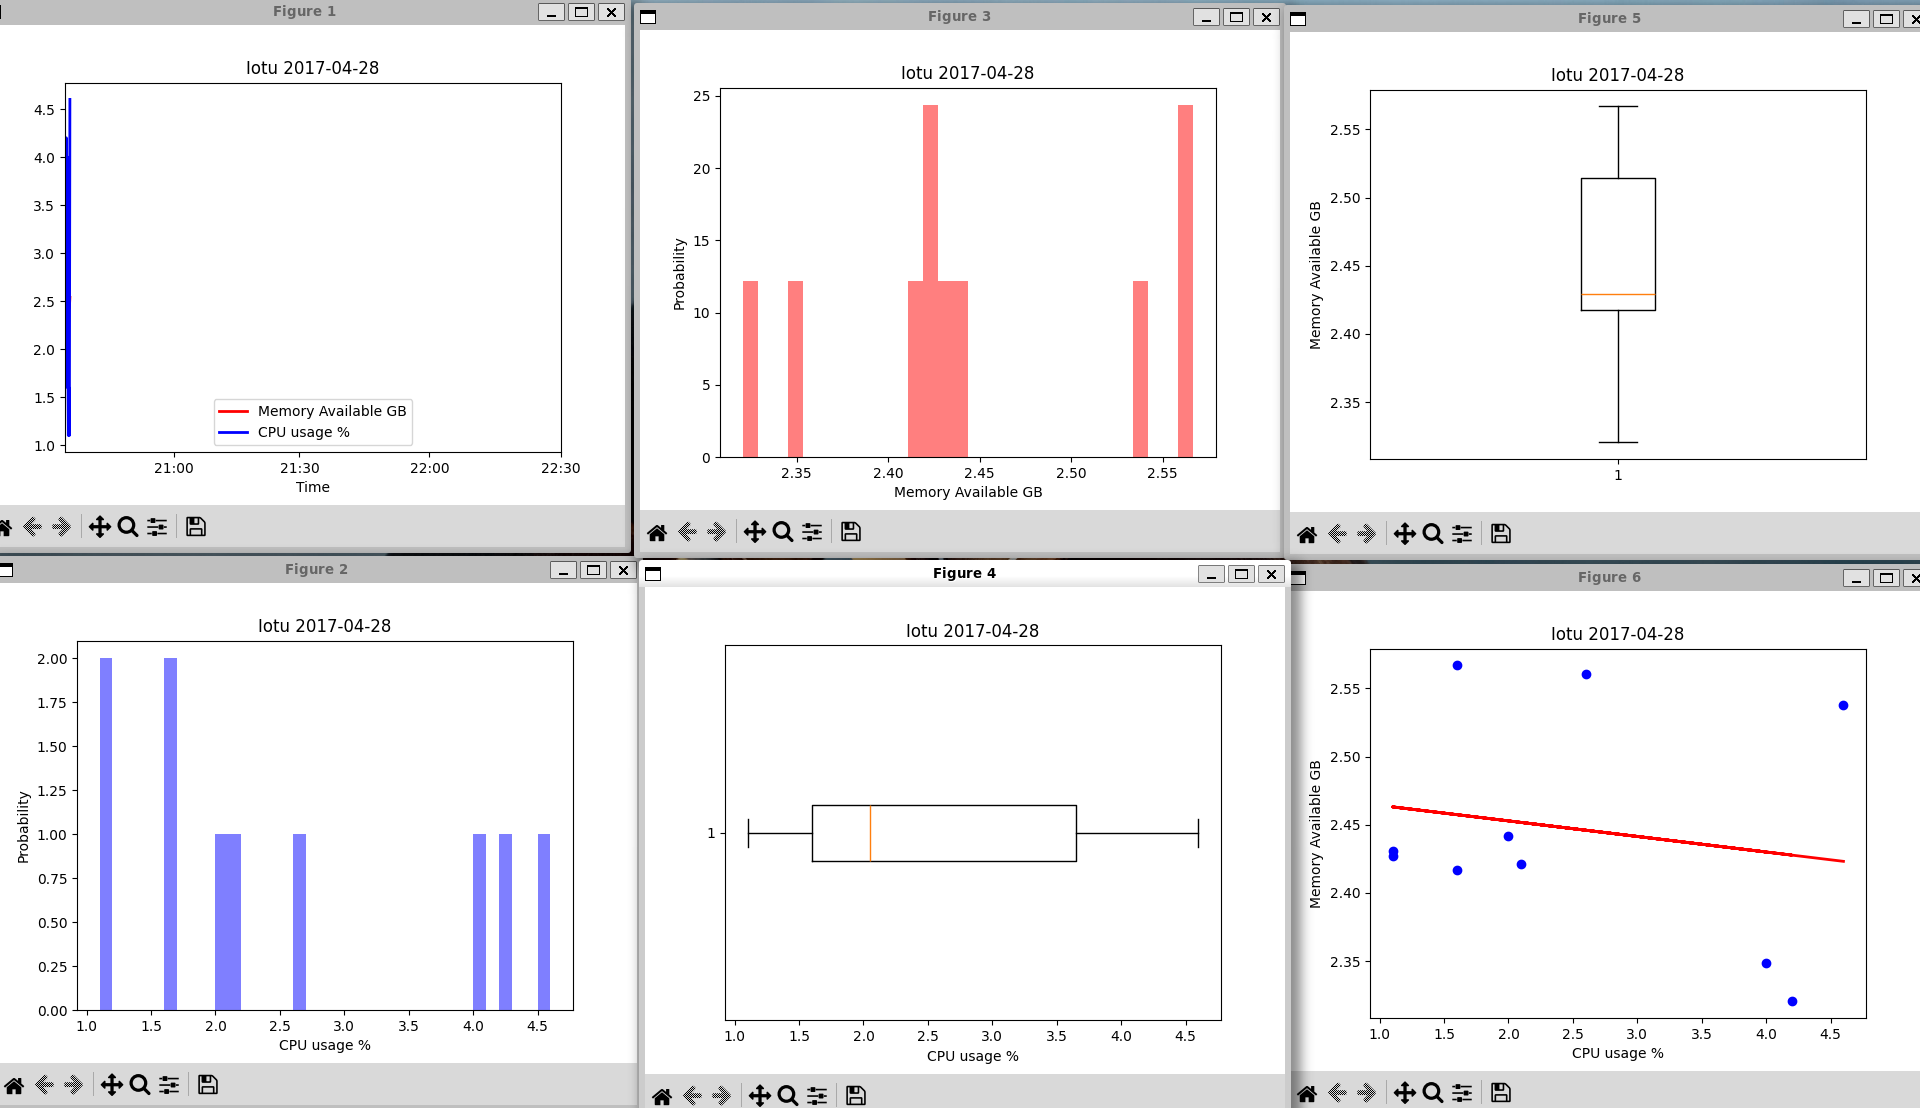 Figure 1
Iotu 2017-04-28
4.5
4.0
3.5
3.0
2.5
2.0
1.5
1.0
Memory Available GB
CPU usage %
21:00 21:30 22:00 22:30
Time
Figure 3
Iotu 2017-04-28
Probability
25
20
15
10
5
0
2.35 2.40 2.45 2.50 2.55
Memory Available GB
Figure 5
Iotu 2017-04-28
Memory Available GB
2.55
2.50
2.45
2.40
2.35
1
Figure 2
Iotu 2017-04-28
Probability
2.00
1.75
1.50
1.25
1.00
0.75
0.50
0.25
0.00
1.0 1.5 2.0 2.5 3.0 3.5 4.0 4.5
CPU usage %
Figure 4
Iotu 2017-04-28
1
1.0 1.5 2.0 2.5 3.0 3.5 4.0 4.5
CPU usage %
Figure 6
Iotu 2017-04-28
Memory Available GB
2.55
2.50
2.45
2.40
2.35
1.0 1.5 2.0 2.5 3.0 3.5 4.0 4.5
CPU usage %